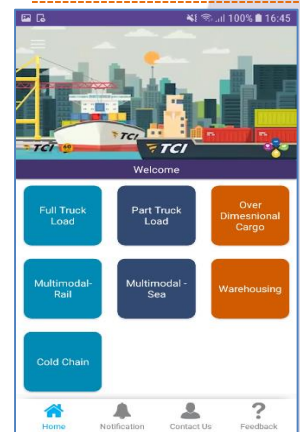 100% 16:45
TCI
TCI
TCI
Welcome
Full Truck
Load
Part Truck
Load
Over
Dimesnional
Cargo
Multimodal-
Rail
Multimodal -
Sea
Warehousing
Cold Chain
Home
Notification
Contact Us
Feedback